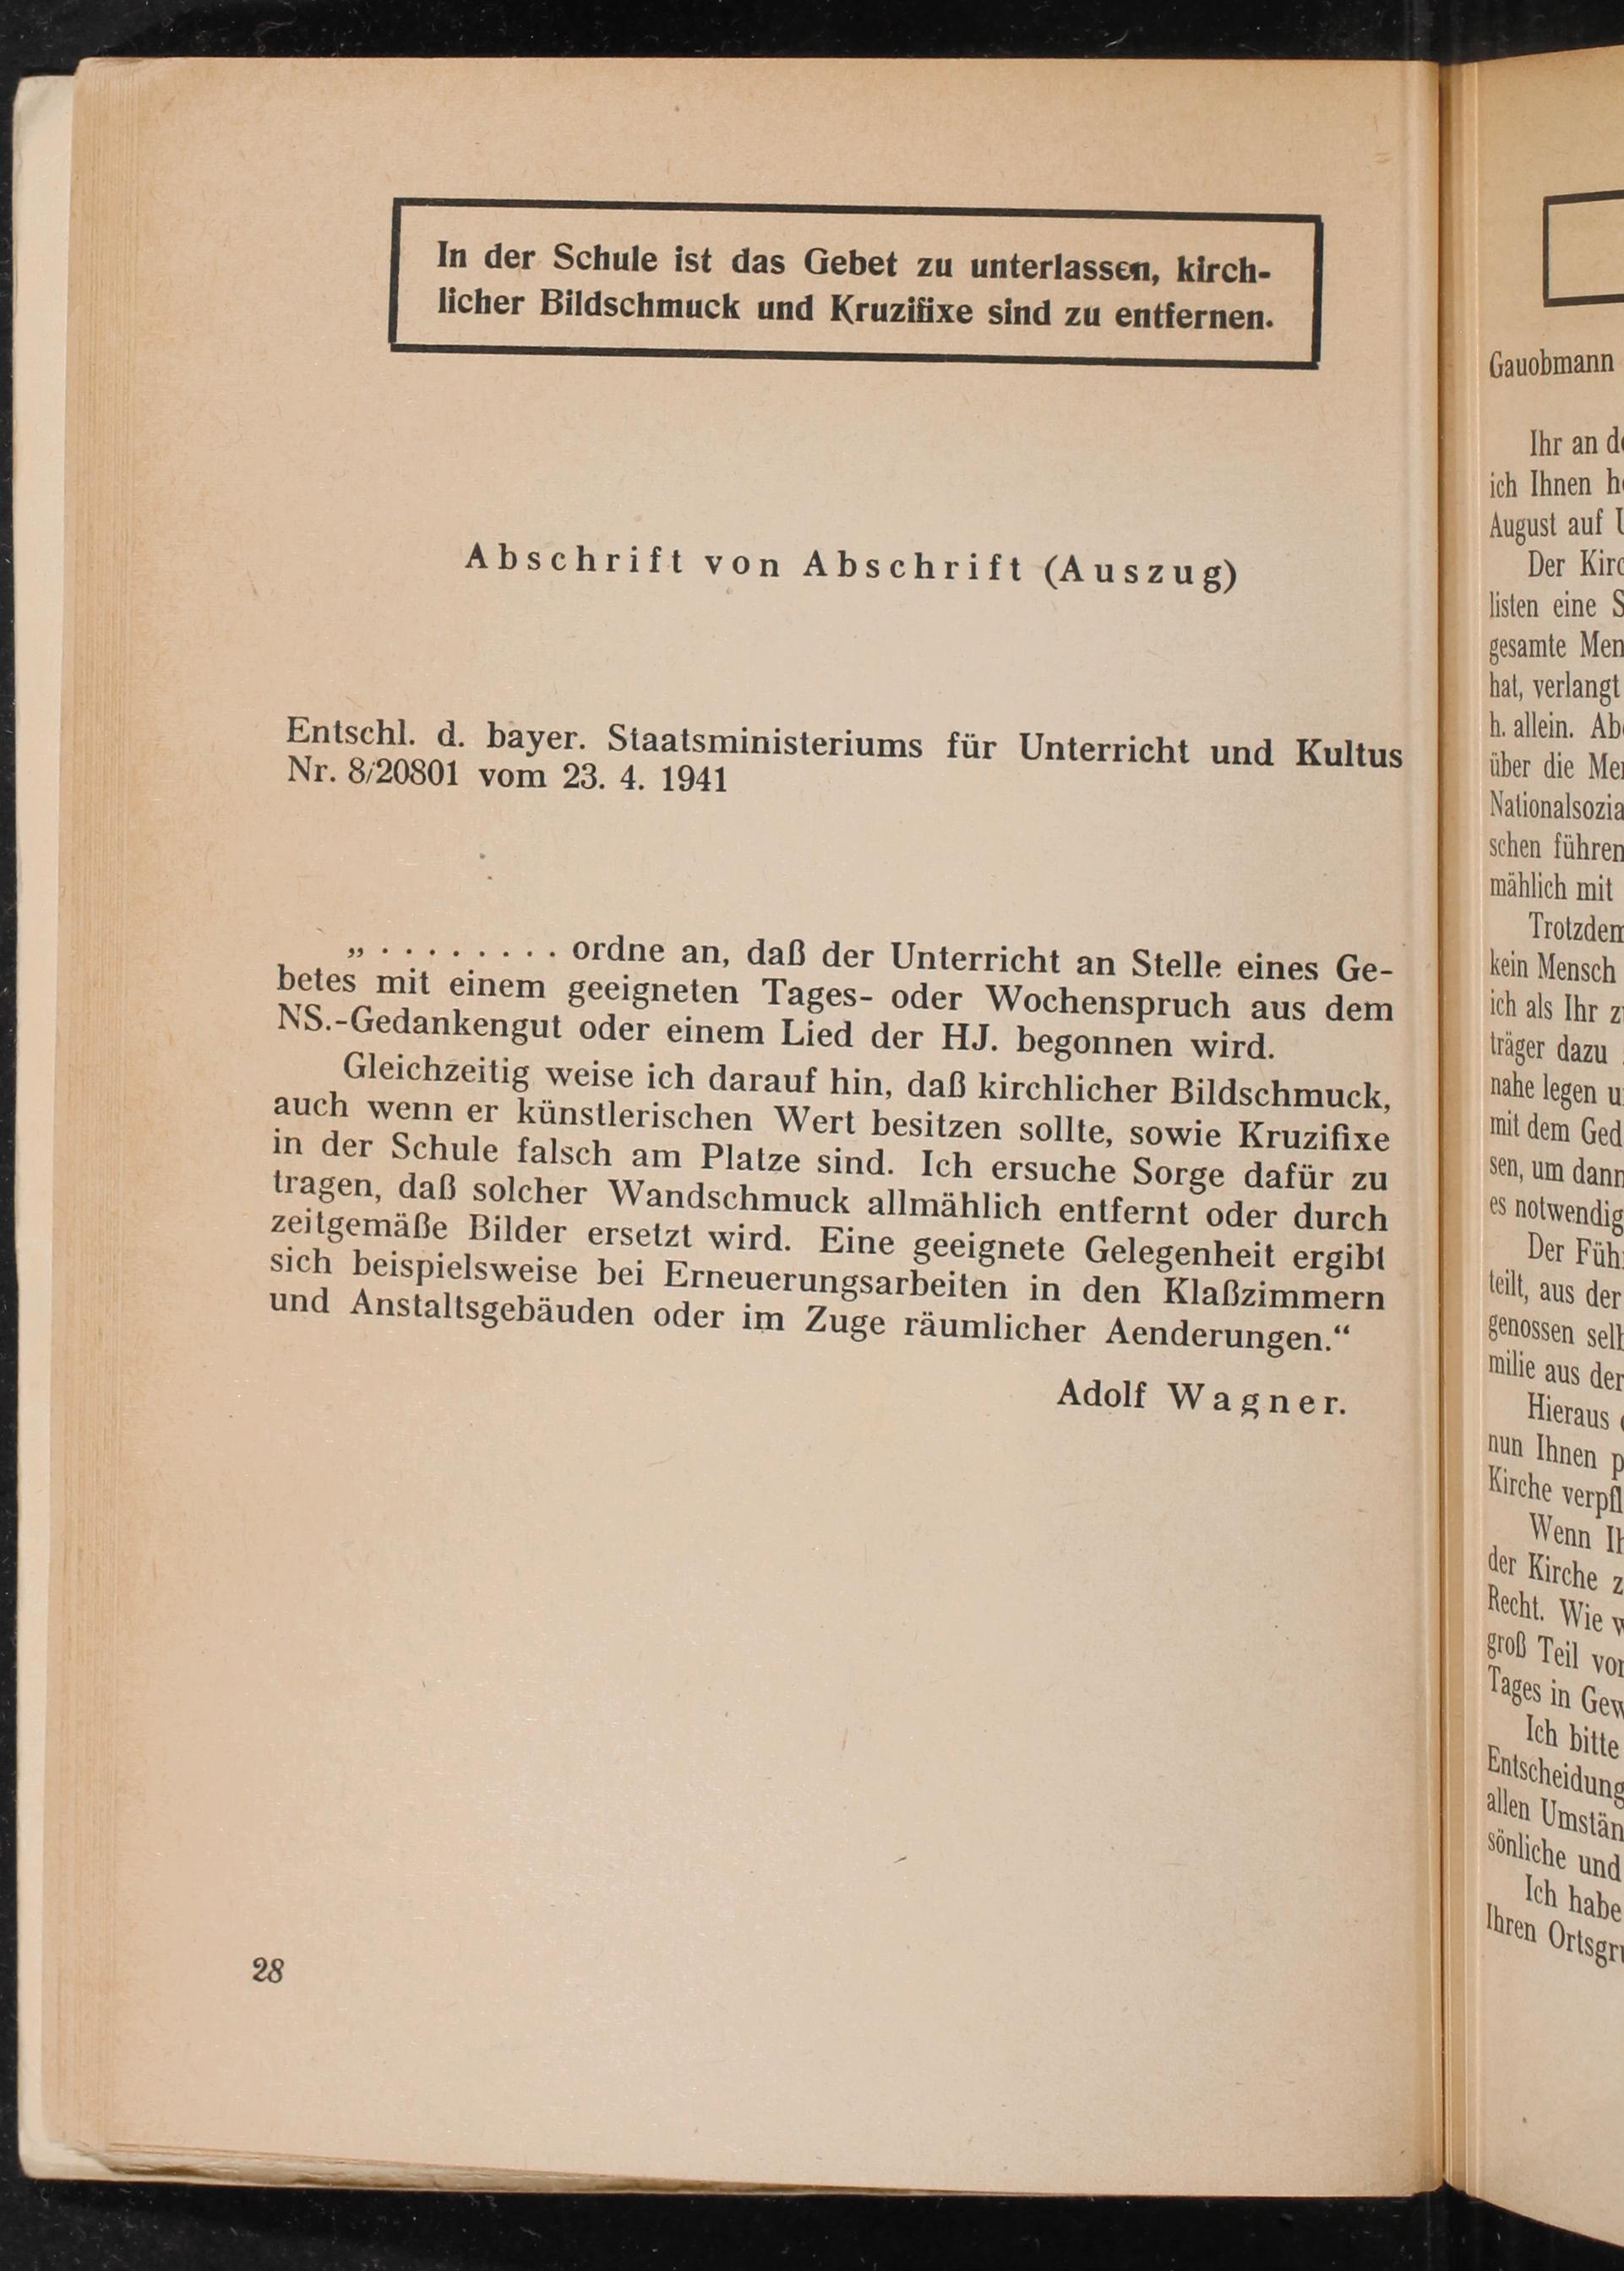 In der Schule ist das Gebet zu unterlassen, kirch-
licher Bildschmuck und Kruzifixe sind zu entfernen.
Abschrift von Abschrift (Auszug)
Entschl. d. bayer. Staatsministeriums für Unterricht und Kultus
Nr. 8/20801 vom 23. 4. 1941
„ . . . . . . . . . ordne an, daß der Unterricht an Stelle eines Ge-
betes mit einem geeigneten Tages- oder Wochenspruch aus dem
NS.-Gedankengut oder einem Lied der HJ. begonnen wird.
Gleichzeitig weise ich darauf hin, daß kirchlicher Bildschmuck,
auch wenn er künstlerischen Wert besitzen sollte, sowie Kruzifixe
in der Schule falsch am Platze sind. Ich ersuche Sorge dafür zu
tragen, daß solcher Wandschmuck allmählich entfernt oder durch
zeitgemäße Bilder ersetzt wird. Eine geeignete Gelegenheit ergibt
sich beispielsweise bei Erneuerungsarbeiten in den Klaßzimmern
und Anstaltsgebäuden oder im Zuge räumlicher Aenderungen.“
Adolf Wagner.
28
Gauobmann
Ihr an
ich Ihnen
August auf
Der
listen eine
gesamte
hat, verlangt
h. allein.
über die
schen führen
mählich mit
Trotzdem
kein Mensch
ich als Ihr
träger dazu
nahe legen
mit dem
sen, um dann
es notwendig
Der
teilt, aus der
genossen
milie aus der
Hieraus
nun Ihnen
Kirche
Wenn
der Kirche
Recht. Wie
groß Teil
Tages in
Ich bitte
Entscheidung
allen
sönliche und
Ich habe
Ihren